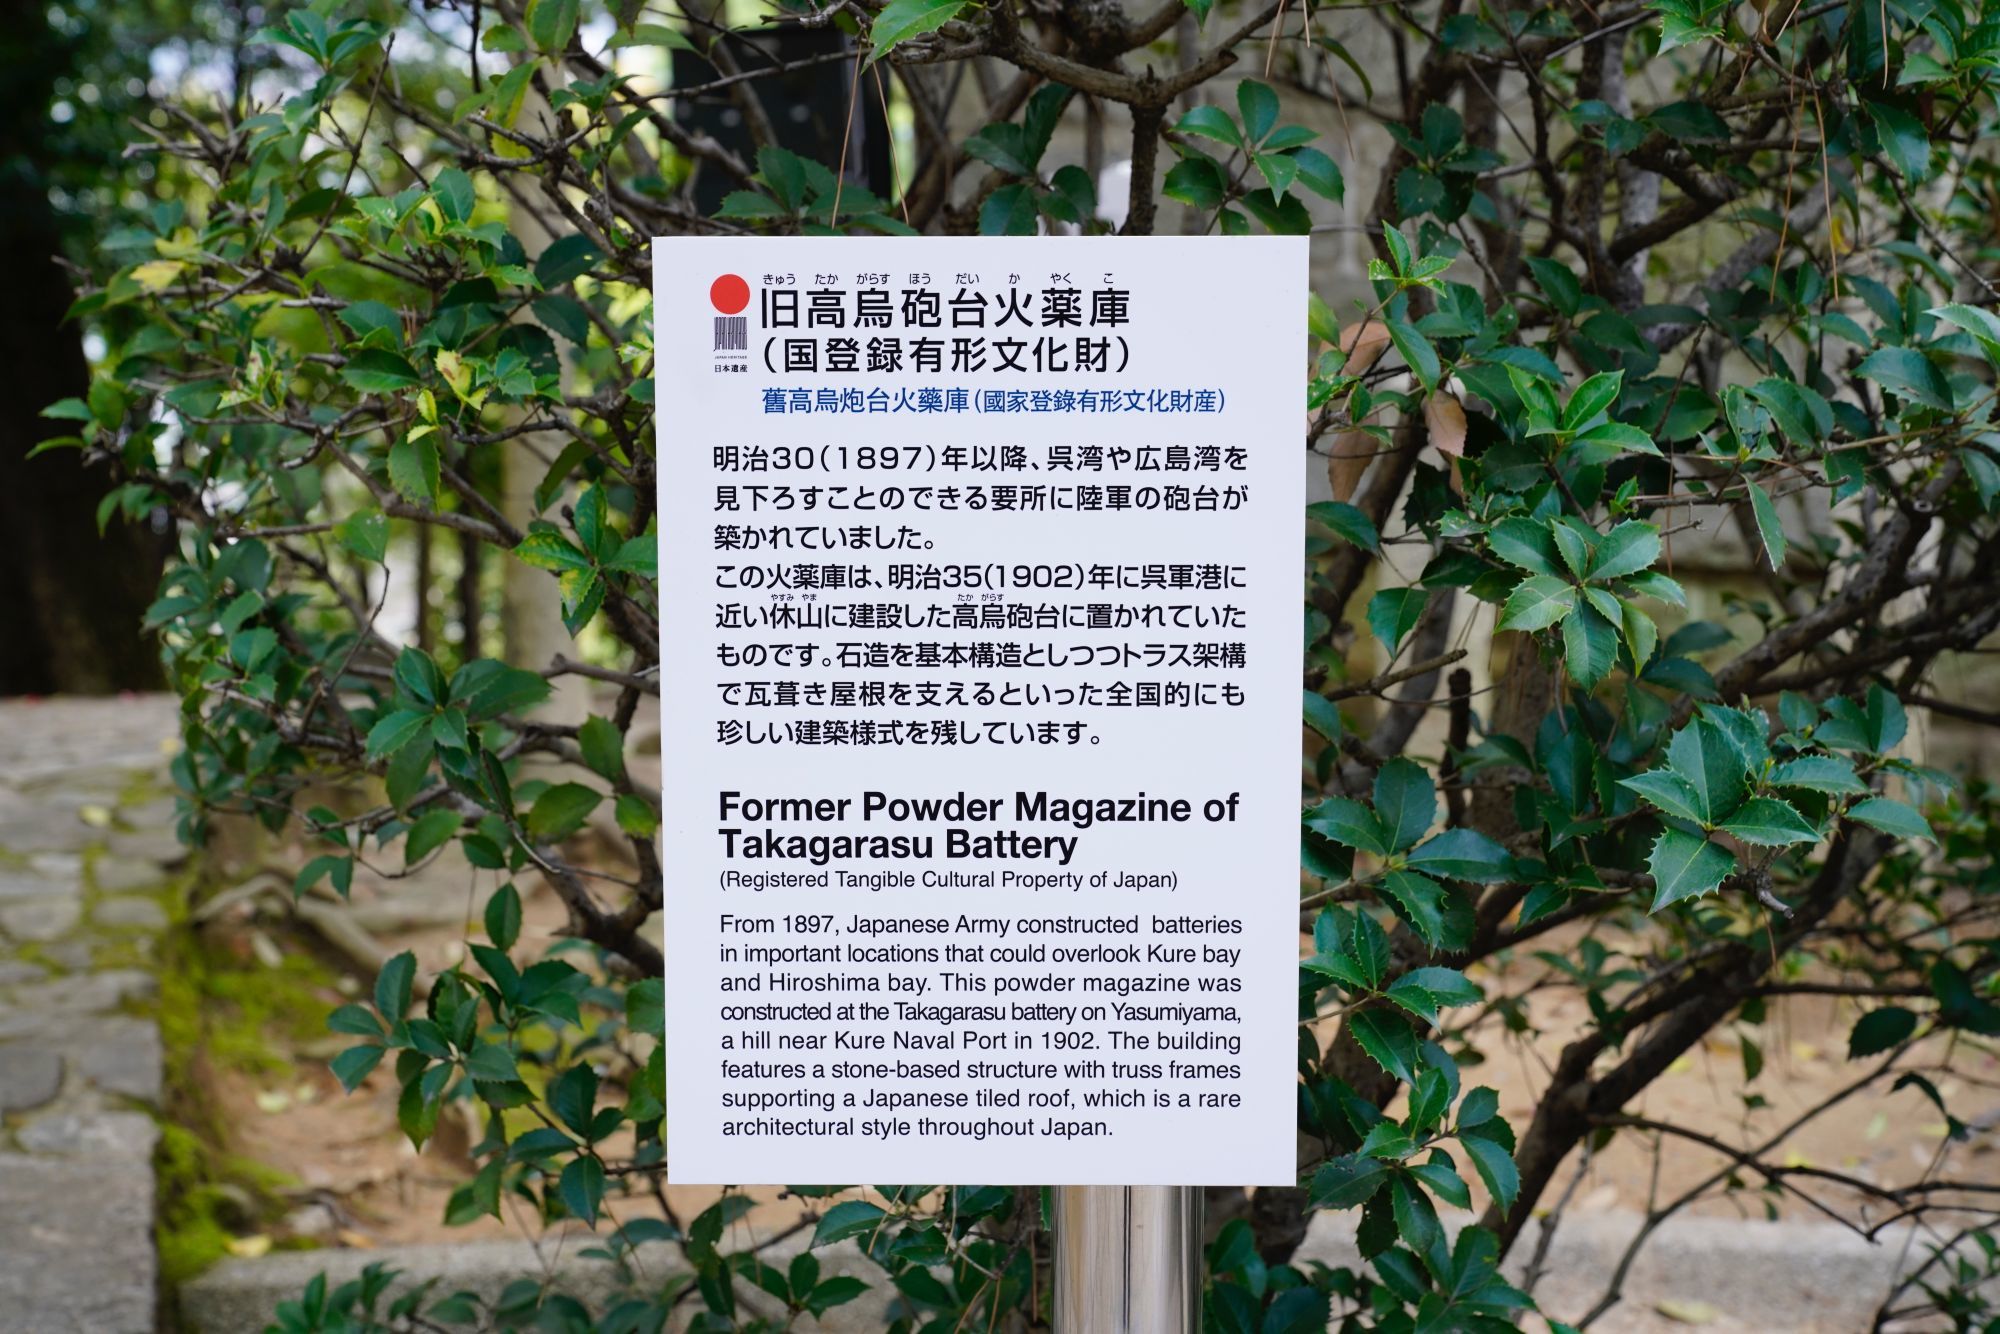 きゅう たか がらす ほう だい か やく こ
旧高烏砲台火薬庫
(国登録有形文化財)
JAPAN HERITAGE
日本遺産
舊高烏炮台火藥庫(國家登錄有形文化財産)
明治30(1897)年以降、呉湾や広島湾を
見下ろすことのできる要所に陸軍の砲台が
築かれていました。
この火薬庫は、明治35(1902)年に呉軍港に
やすみ やま たか がらす
近い休山に建設した高烏砲台に置かれていた
ものです。石造を基本構造としつつトラス架構
で瓦葺き屋根を支えるといった全国的にも
珍しい建築様式を残しています。
Former Powder Magazine of
Takagarasu Battery
(Registered Tangible Cultural Property of Japan)
From 1897, Japanese Army constructed batteries
in important locations that could overlook Kure bay
and Hiroshima bay. This powder magazine was
constructed at the Takagarasu battery on Yasumiyama,
a hill near Kure Naval Port in 1902. The building
features a stone-based structure with truss frames
supporting a Japanese tiled roof, which is a rare
architectural style throughout Japan.